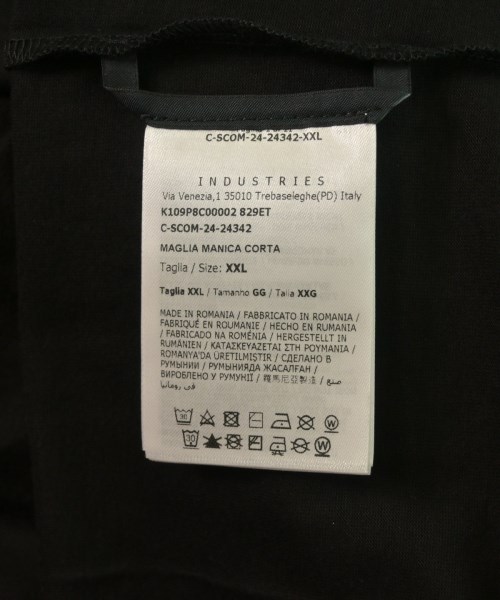 C-SCOM-24-24342-XXL
INDUSTRIES
Via Venezia,1 35010 Trebaseleghe(PD) Italy
K109P8C00002 829ET
C-SCOM-24-24342
MAGLIA MANICA CORTA
Taglia / Size: XXL
Taglia XXL / Tamanho GG / Talla XXG
MADE IN ROMANIA / FABBRICATO IN ROMANIA /
FABRIQUÉ EN ROUMANIE / HECHO EN RUMANIA
/ FABRICADO NA ROMÉNIA / HERGESTELLT IN
RUMÄNIEN / ΚΑΤΑΣΚΕΥΑΖΕΤΑΙ ΣΤΗ ΡΟΥΜΑΝΙΑ /
ROMANYA'DA ÜRETILMIŞTIR / СДЕЛАНО В
РУМЫНИИ / РУМЫНИЯДА ЖАСАЛҒАН /
ВИРОБЛЕНО У РУМУНІЇ / 羅馬尼亞製造 / صنع
في رومانيا
30
W
30
W